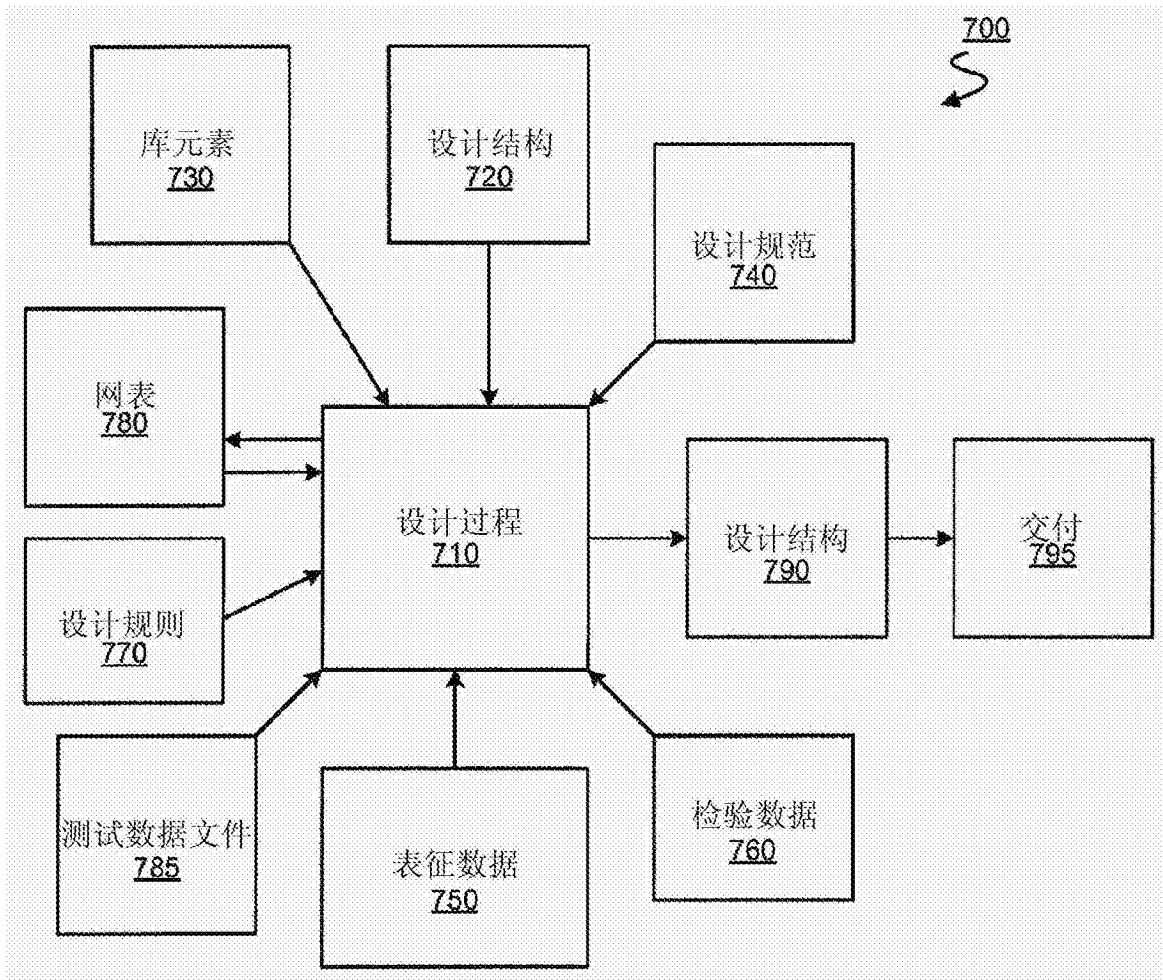 700
库元素
730
设计结构
720
设计规范
740
网表
780
设计过程
710
设计结构
790
交付
795
设计规则
770
测试数据文件
785
表征数据
750
检验数据
760